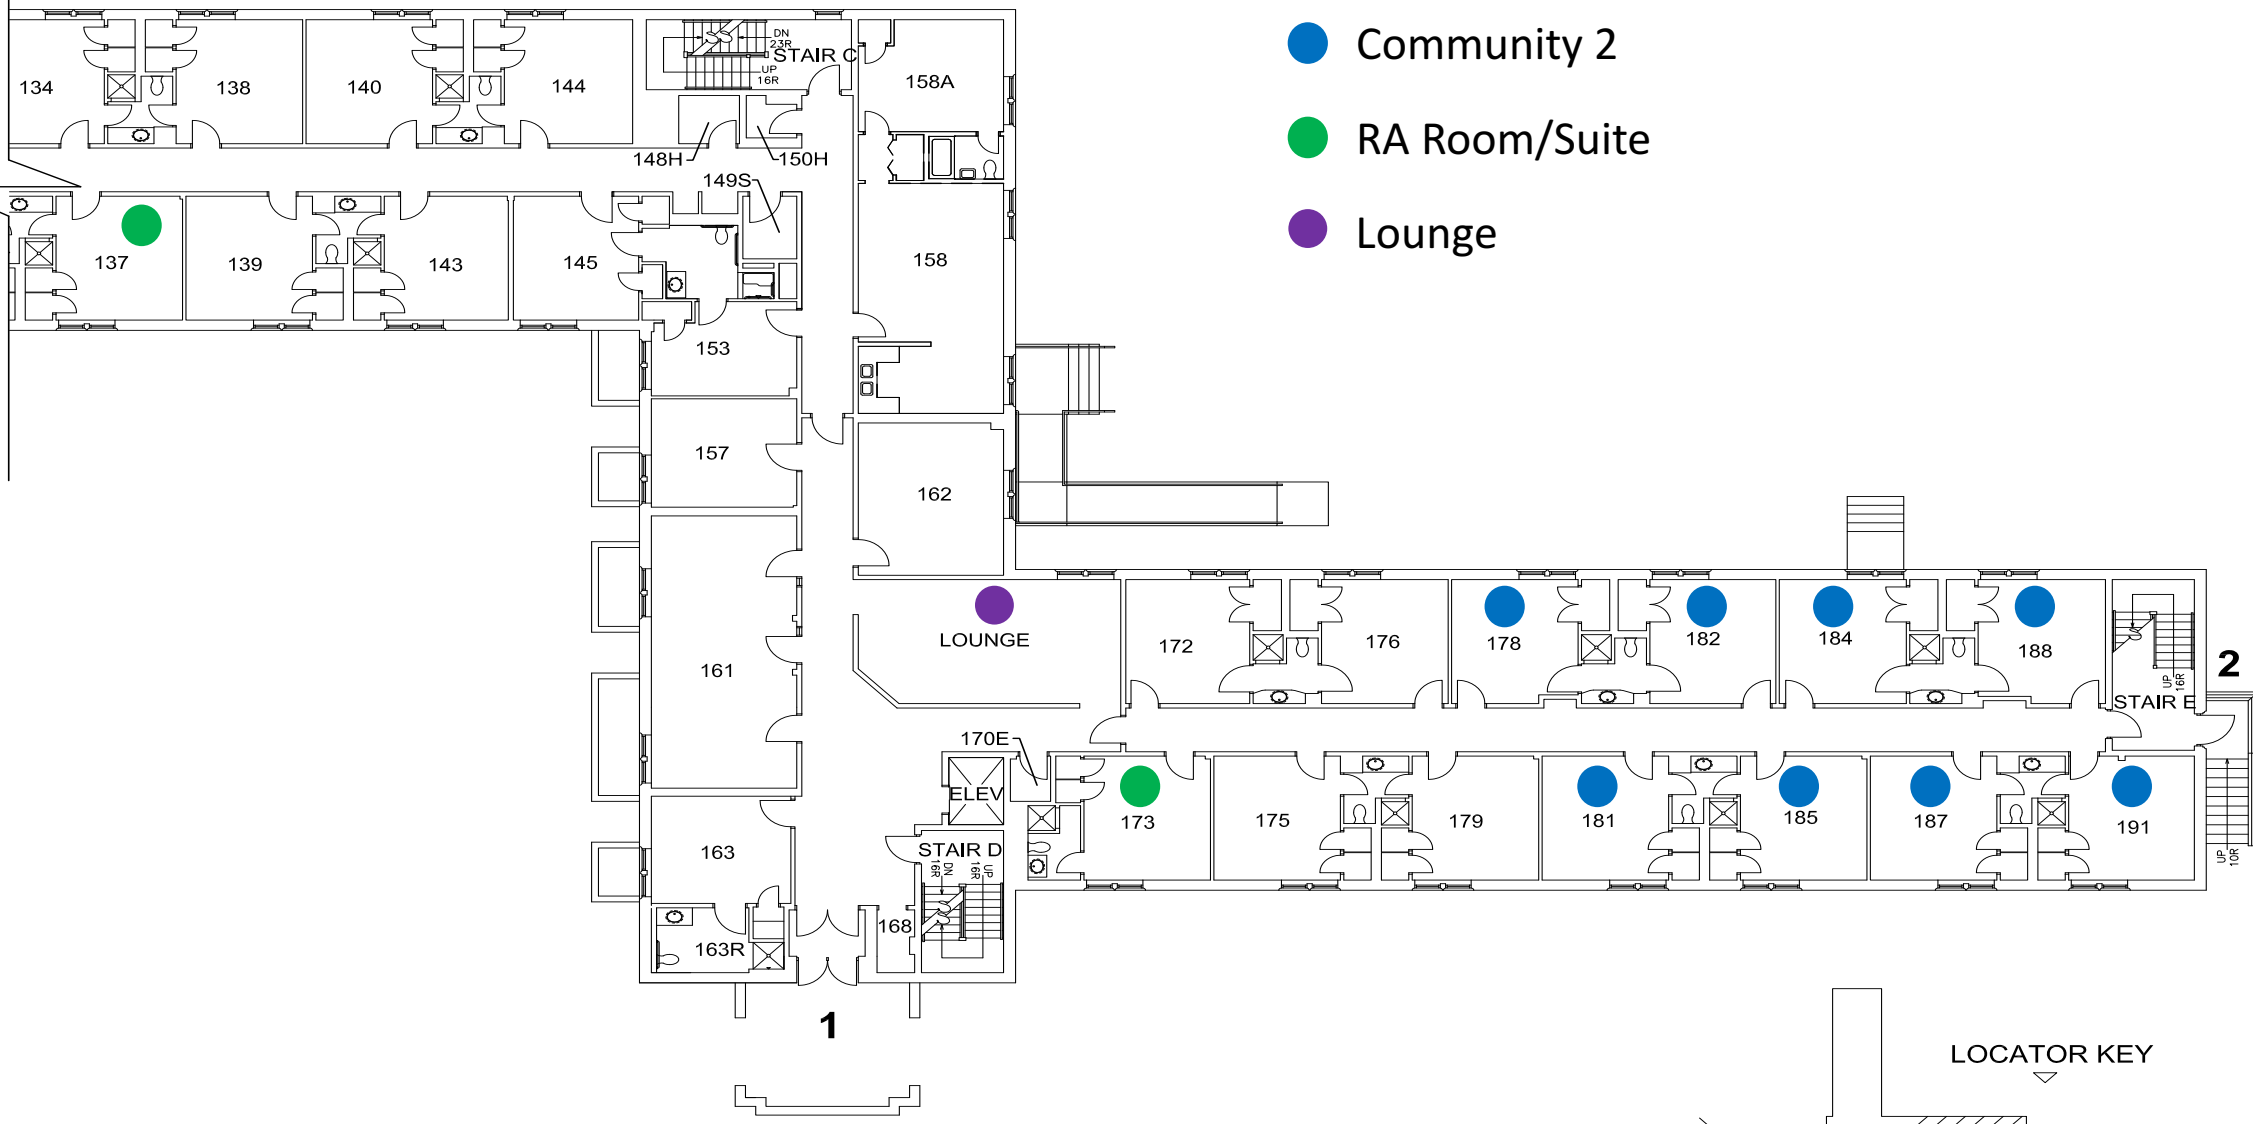 Community 2
RA Room/Suite
Lounge
134
138
140
144
DN
23R
STAIR C
UP
16R
158A
148H
150H
149S
137
139
143
145
158
153
157
162
161
LOUNGE
172
176
178
182
184
188
2
UP
16R
STAIR E
170E
ELEV
173
175
179
181
185
187
191
UP
10R
163
STAIR D
DN
16R
UP
16R
168
163R
1
LOCATOR KEY